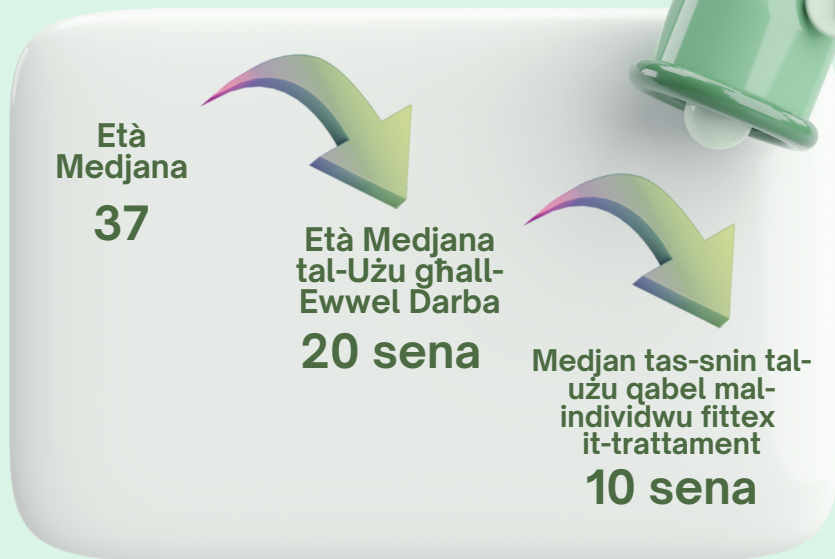 Età
Medjana
37
Età Medjana
tal-Użu għall-
Ewwel Darba
20 sena
Medjan tas-snin tal-
użu qabel mal-
individwu fittex
it-trattament
10 sena